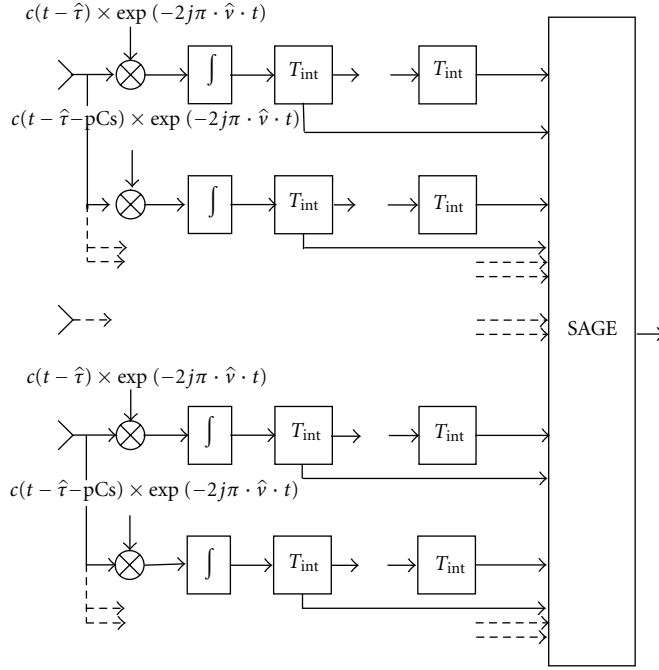 c(t − τ̂) × exp (−2jπ · ν̂ · t)
∫ T_int T_int
c(t − τ̂−pCs) × exp (−2jπ · ν̂ · t)
∫ T_int T_int
SAGE
c(t − τ̂) × exp (−2jπ · ν̂ · t)
∫ T_int T_int
c(t − τ̂−pCs) × exp (−2jπ · ν̂ · t)
∫ T_int T_int